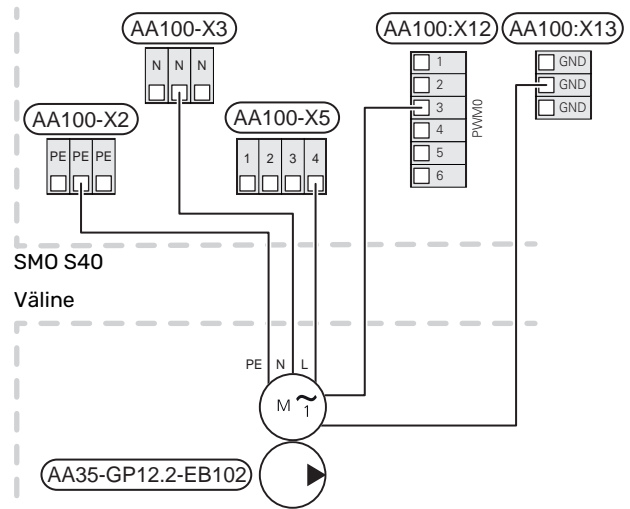 AA100-X3
AA100:X12
AA100:X13
N N N
1
2
3
4
5
6
PWM0
GND
GND
GND
AA100-X2
AA100-X5
PE PE PE
1 2 3 4
SMO S40
Väline
PE N L
M ~ 1
AA35-GP12.2-EB102